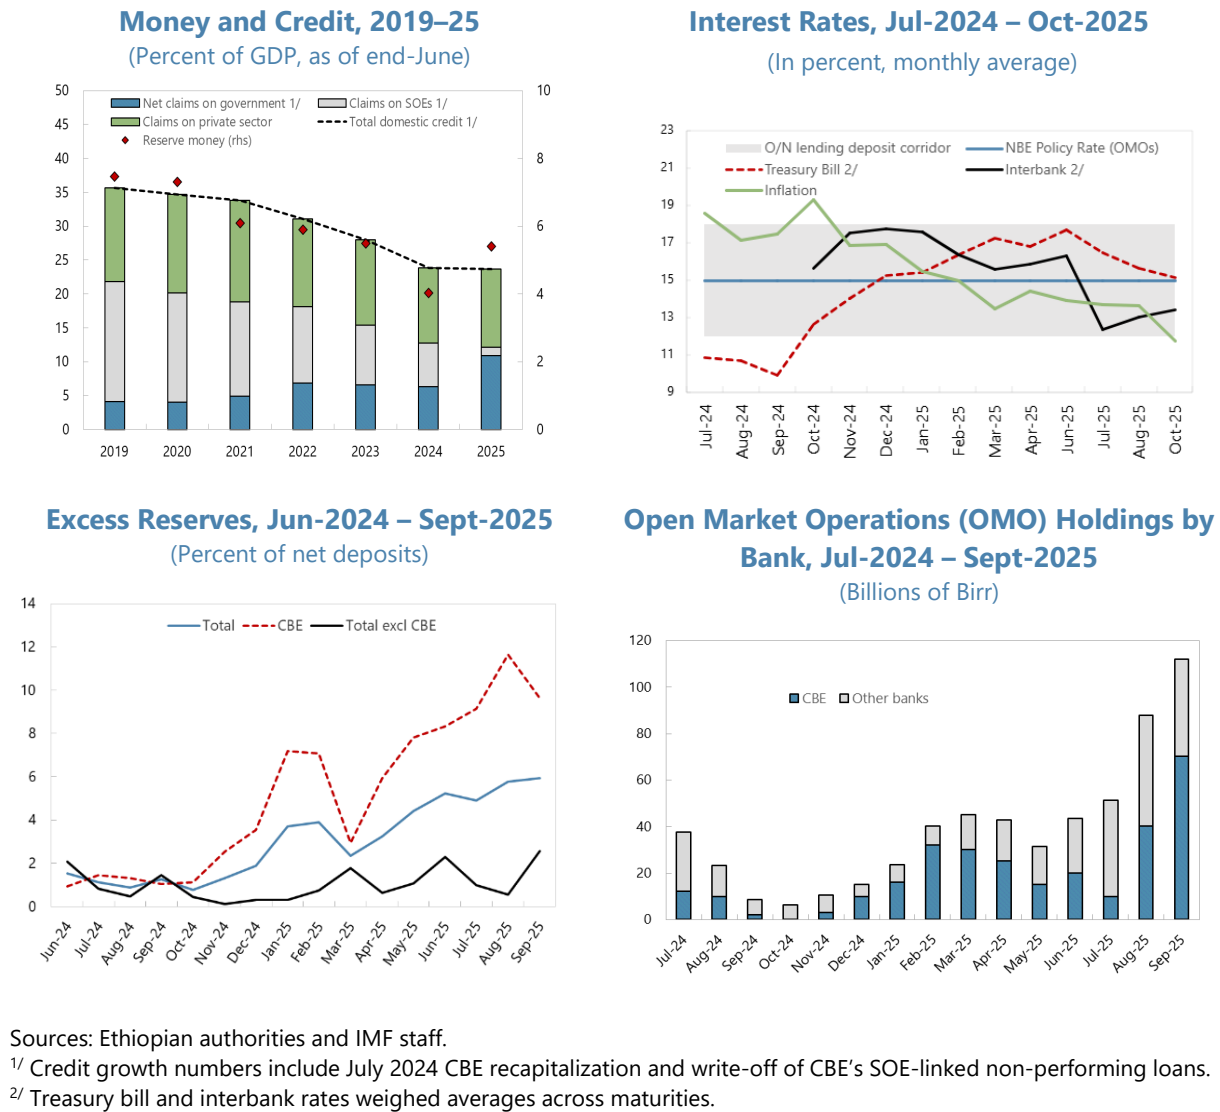 Money and Credit, 2019–25
(Percent of GDP, as of end-June)
50
45
40
35
30
25
20
15
10
5
0
10
8
6
4
2
0
Net claims on government 1/
Claims on SOEs 1/
Claims on private sector
Total domestic credit 1/
Reserve money (rhs)
2019 2020 2021 2022 2023 2024 2025
Interest Rates, Jul-2024 – Oct-2025
(In percent, monthly average)
23
21
19
17
15
13
11
9
O/N lending deposit corridor
NBE Policy Rate (OMOs)
Treasury Bill 2/
Interbank 2/
Inflation
Jul-24 Aug-24 Sep-24 Oct-24 Nov-24 Dec-24 Jan-25 Feb-25 Mar-25 Apr-25 Jun-25 Jul-25 Aug-25 Oct-25
Excess Reserves, Jun-2024 – Sept-2025
(Percent of net deposits)
14
12
10
8
6
4
2
0
Total CBE Total excl CBE
Jun-24 Jul-24 Aug-24 Sep-24 Oct-24 Nov-24 Dec-24 Jan-25 Feb-25 Mar-25 Apr-25 May-25 Jun-25 Jul-25 Aug-25 Sep-25
Open Market Operations (OMO) Holdings by
Bank, Jul-2024 – Sept-2025
(Billions of Birr)
120
100
80
60
40
20
0
CBE Other banks
Jul-24 Aug-24 Sep-24 Oct-24 Nov-24 Dec-24 Jan-25 Feb-25 Mar-25 Apr-25 May-25 Jun-25 Jul-25 Aug-25 Sep-25
Sources: Ethiopian authorities and IMF staff.
1/ Credit growth numbers include July 2024 CBE recapitalization and write-off of CBE's SOE-linked non-performing loans.
2/ Treasury bill and interbank rates weighed averages across maturities.